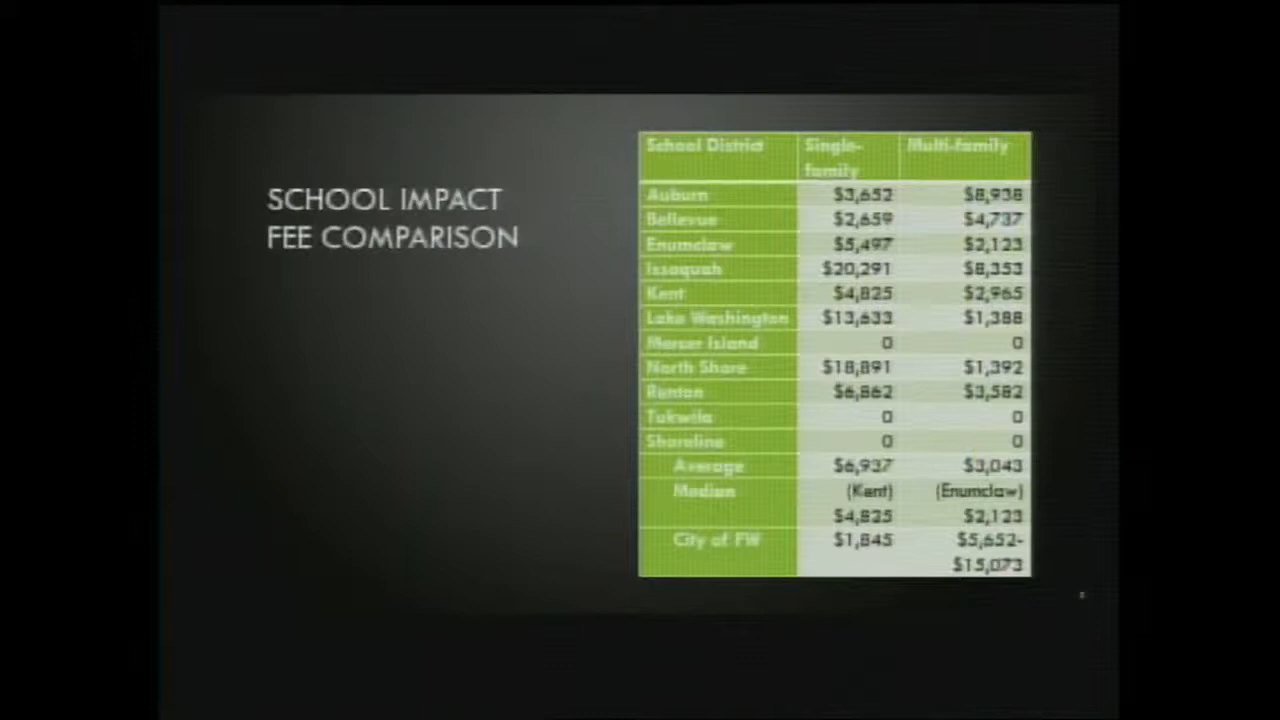 SCHOOL IMPACT
FEE COMPARISON
School District Single-family Multi-family
Auburn $3,652 $8,938
Bellevue $2,659 $4,737
Enumclaw $5,497 $2,123
Issaquah $20,291 $8,353
Kent $4,825 $2,965
Lake Washington $13,633 $1,388
Mercer Island 0 0
North Shore $18,891 $1,392
Renton $6,862 $3,582
Tukwila 0 0
Shoreline 0 0
Average $6,937 $3,043
Median (Kent) (Enumclaw)
$4,825 $2,123
City of FW $1,845 $5,652-
$15,073